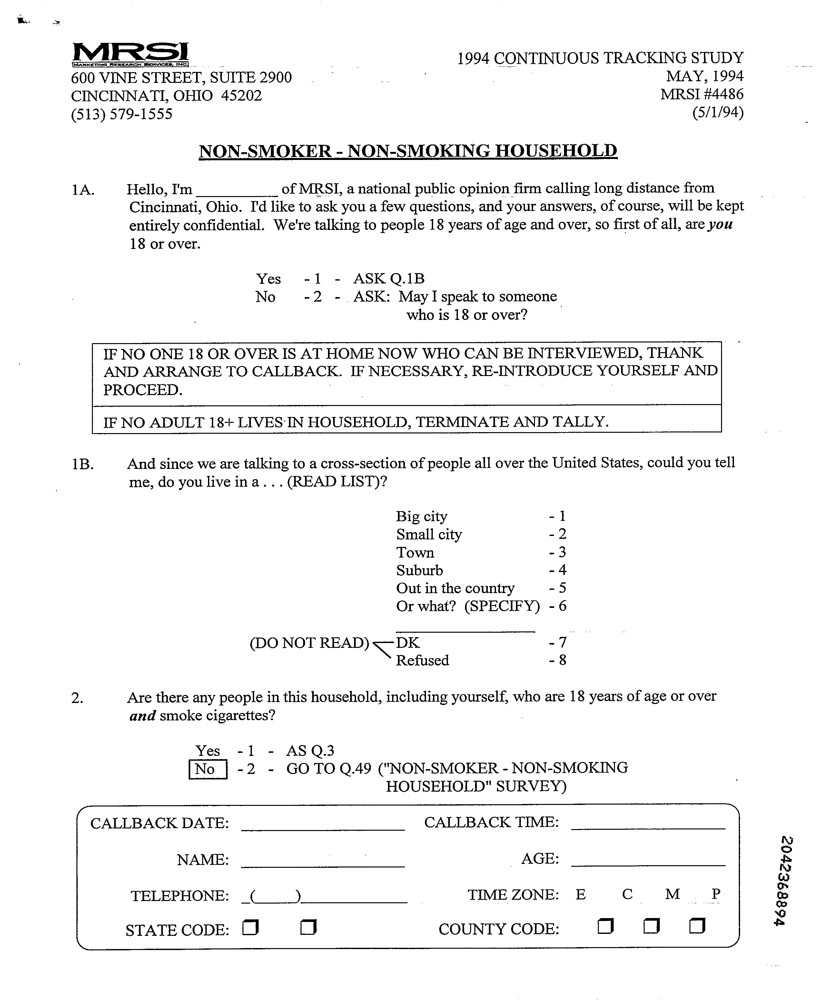 MRSI
MARKETING RESEARCH SERVICES, INC.
600 VINE STREET, SUITE 2900
CINCINNATI, OHIO 45202
(513) 579-1555
1994 CONTINUOUS TRACKING STUDY
MAY, 1994
MRSI #4486
(5/1/94)
NON-SMOKER - NON-SMOKING HOUSEHOLD
1A. Hello, I'm __________ of MRSI, a national public opinion firm calling long distance from
Cincinnati, Ohio. I'd like to ask you a few questions, and your answers, of course, will be kept
entirely confidential. We're talking to people 18 years of age and over, so first of all, are you
18 or over.
Yes - 1 - ASK Q.1B
No - 2 - ASK: May I speak to someone
who is 18 or over?
IF NO ONE 18 OR OVER IS AT HOME NOW WHO CAN BE INTERVIEWED, THANK
AND ARRANGE TO CALLBACK. IF NECESSARY, RE-INTRODUCE YOURSELF AND
PROCEED.
IF NO ADULT 18+ LIVES IN HOUSEHOLD, TERMINATE AND TALLY.
1B. And since we are talking to a cross-section of people all over the United States, could you tell
me, do you live in a . . . (READ LIST)?
Big city - 1
Small city - 2
Town - 3
Suburb - 4
Out in the country - 5
Or what? (SPECIFY) - 6
(DO NOT READ) DK - 7
Refused - 8
2. Are there any people in this household, including yourself, who are 18 years of age or over
and smoke cigarettes?
Yes - 1 - AS Q.3
No - 2 - GO TO Q.49 ("NON-SMOKER - NON-SMOKING
HOUSEHOLD" SURVEY)
CALLBACK DATE: __________ CALLBACK TIME: __________
NAME: __________ AGE: __________
TELEPHONE: _(____)__________ TIME ZONE: E C M P
STATE CODE: ☐ ☐ COUNTY CODE: ☐ ☐ ☐
2042368894